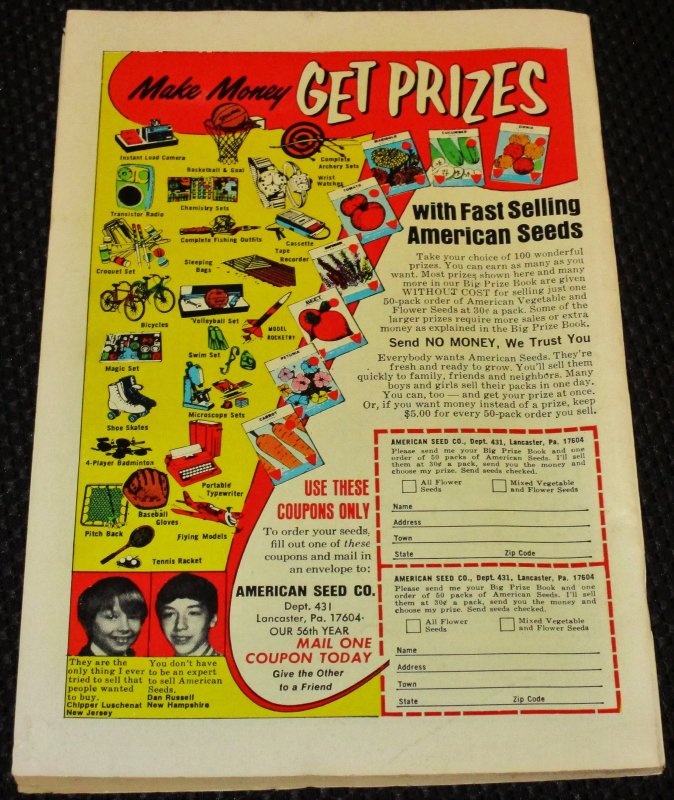 Make Money GET PRIZES
Instant Load Camera
Basketball & Goal
Complete
Archery Sets
Wrist
Watches
Transistor Radio
Chemistry Sets
Complete Fishing Outfits
Cassette
Tape
Recorder
Croquet Set
Sleeping
Bags
Bicycles
Volleyball Set
MODEL
ROCKETRY
Swim Set
Magic Set
Shoe Skates
Microscope Sets
4-Player Badminton
Portable
Typewriter
Pitch Back
Baseball
Gloves
Flying Models
Tennis Racket
MARIGOLD
CUCUMBER
ZINNIA
TOMATO
BEET
PETUNIA
CARROT
with Fast Selling
American Seeds
Take your choice of 100 wonderful
prizes. You can earn as many as you
want. Most prizes shown here and many
more in our Big Prize Book are given
WITHOUT COST for selling just one
50-pack order of American Vegetable and
Flower Seeds at 30¢ a pack. Some of the
larger prizes require more sales or extra
money as explained in the Big Prize Book.
Send NO MONEY, We Trust You
Everybody wants American Seeds. They're
fresh and ready to grow. You'll sell them
quickly to family, friends and neighbors. Many
boys and girls sell their packs in one day.
You can, too — and get your prize at once.
Or, if you want money instead of a prize, keep
$5.00 for every 50-pack order you sell.
USE THESE
COUPONS ONLY
To order your seeds,
fill out one of these
coupons and mail in
an envelope to:
AMERICAN SEED CO.
Dept. 431
Lancaster, Pa. 17604
OUR 56th YEAR
MAIL ONE
COUPON TODAY
Give the Other
to a Friend
They are the
only thing I ever
tried to sell that
people wanted
to buy.
Chipper Luschenat
New Jersey
You don't have
to be an expert
to sell American
Seeds.
Dan Russell
New Hampshire
AMERICAN SEED CO., Dept. 431, Lancaster, Pa. 17604
Please send me your Big Prize Book and one
order of 50 packs of American Seeds. I'll sell
them at 30¢ a pack, send you the money and
choose my prize. Send seeds checked.
All Flower
Seeds
Mixed Vegetable
and Flower Seeds
Name
Address
Town
State Zip Code
AMERICAN SEED CO., Dept. 431, Lancaster, Pa. 17604
Please send me your Big Prize Book and one
order of 50 packs of American Seeds. I'll sell
them at 30¢ a pack, send you the money and
choose my prize. Send seeds checked.
All Flower
Seeds
Mixed Vegetable
and Flower Seeds
Name
Address
Town
State Zip Code